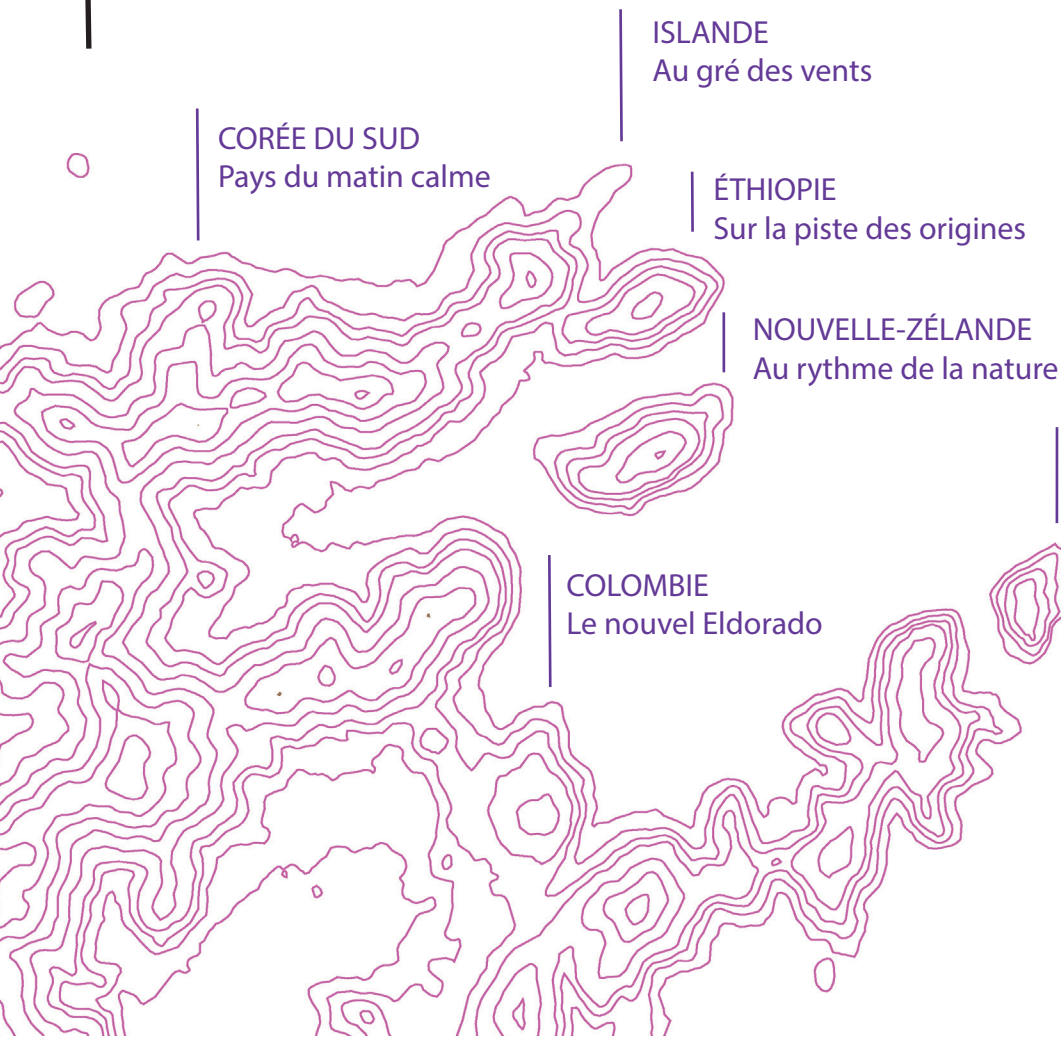 ISLANDE
Au gré des vents
CORÉE DU SUD
Pays du matin calme
ÉTHIOPIE
Sur la piste des origines
NOUVELLE-ZÉLANDE
Au rythme de la nature
COLOMBIE
Le nouvel Eldorado